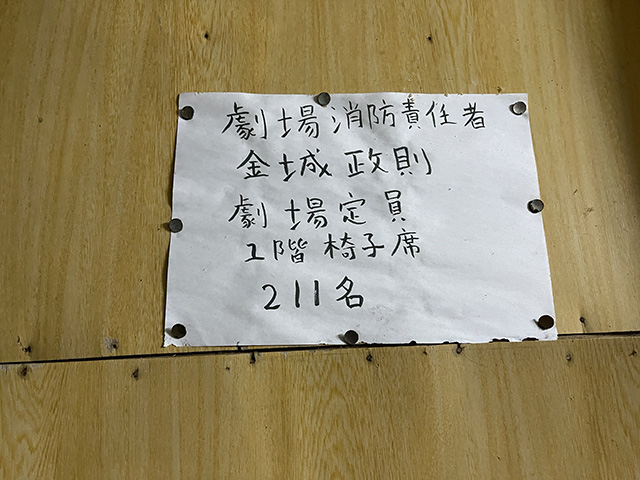 劇場消防責任者
金城政則
劇場定員
1階椅子席
211名